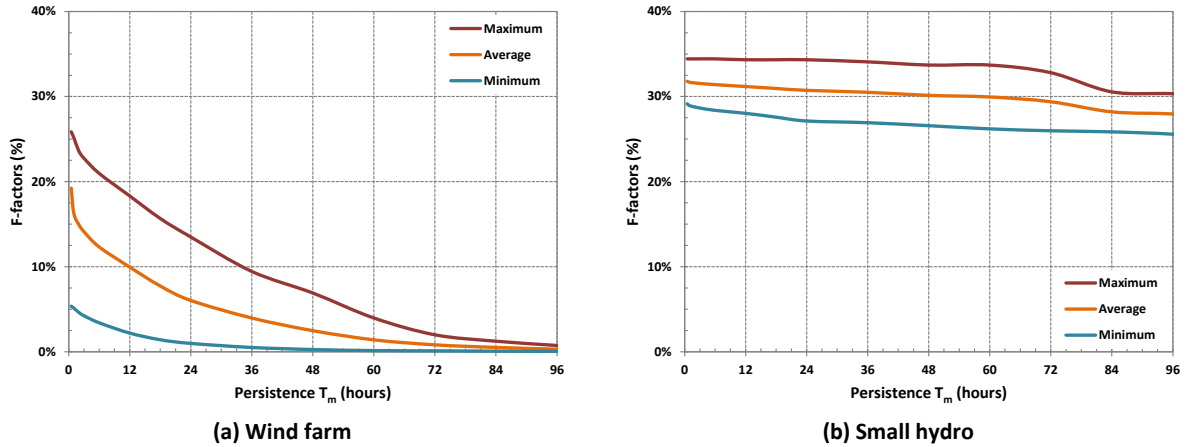 40%
30%
20%
10%
0%
F-factors (%)
Maximum
Average
Minimum
0 12 24 36 48 60 72 84 96
Persistence Tm (hours)
(a) Wind farm
40%
30%
20%
10%
0%
F-factors (%)
Maximum
Average
Minimum
0 12 24 36 48 60 72 84 96
Persistence Tm (hours)
(b) Small hydro